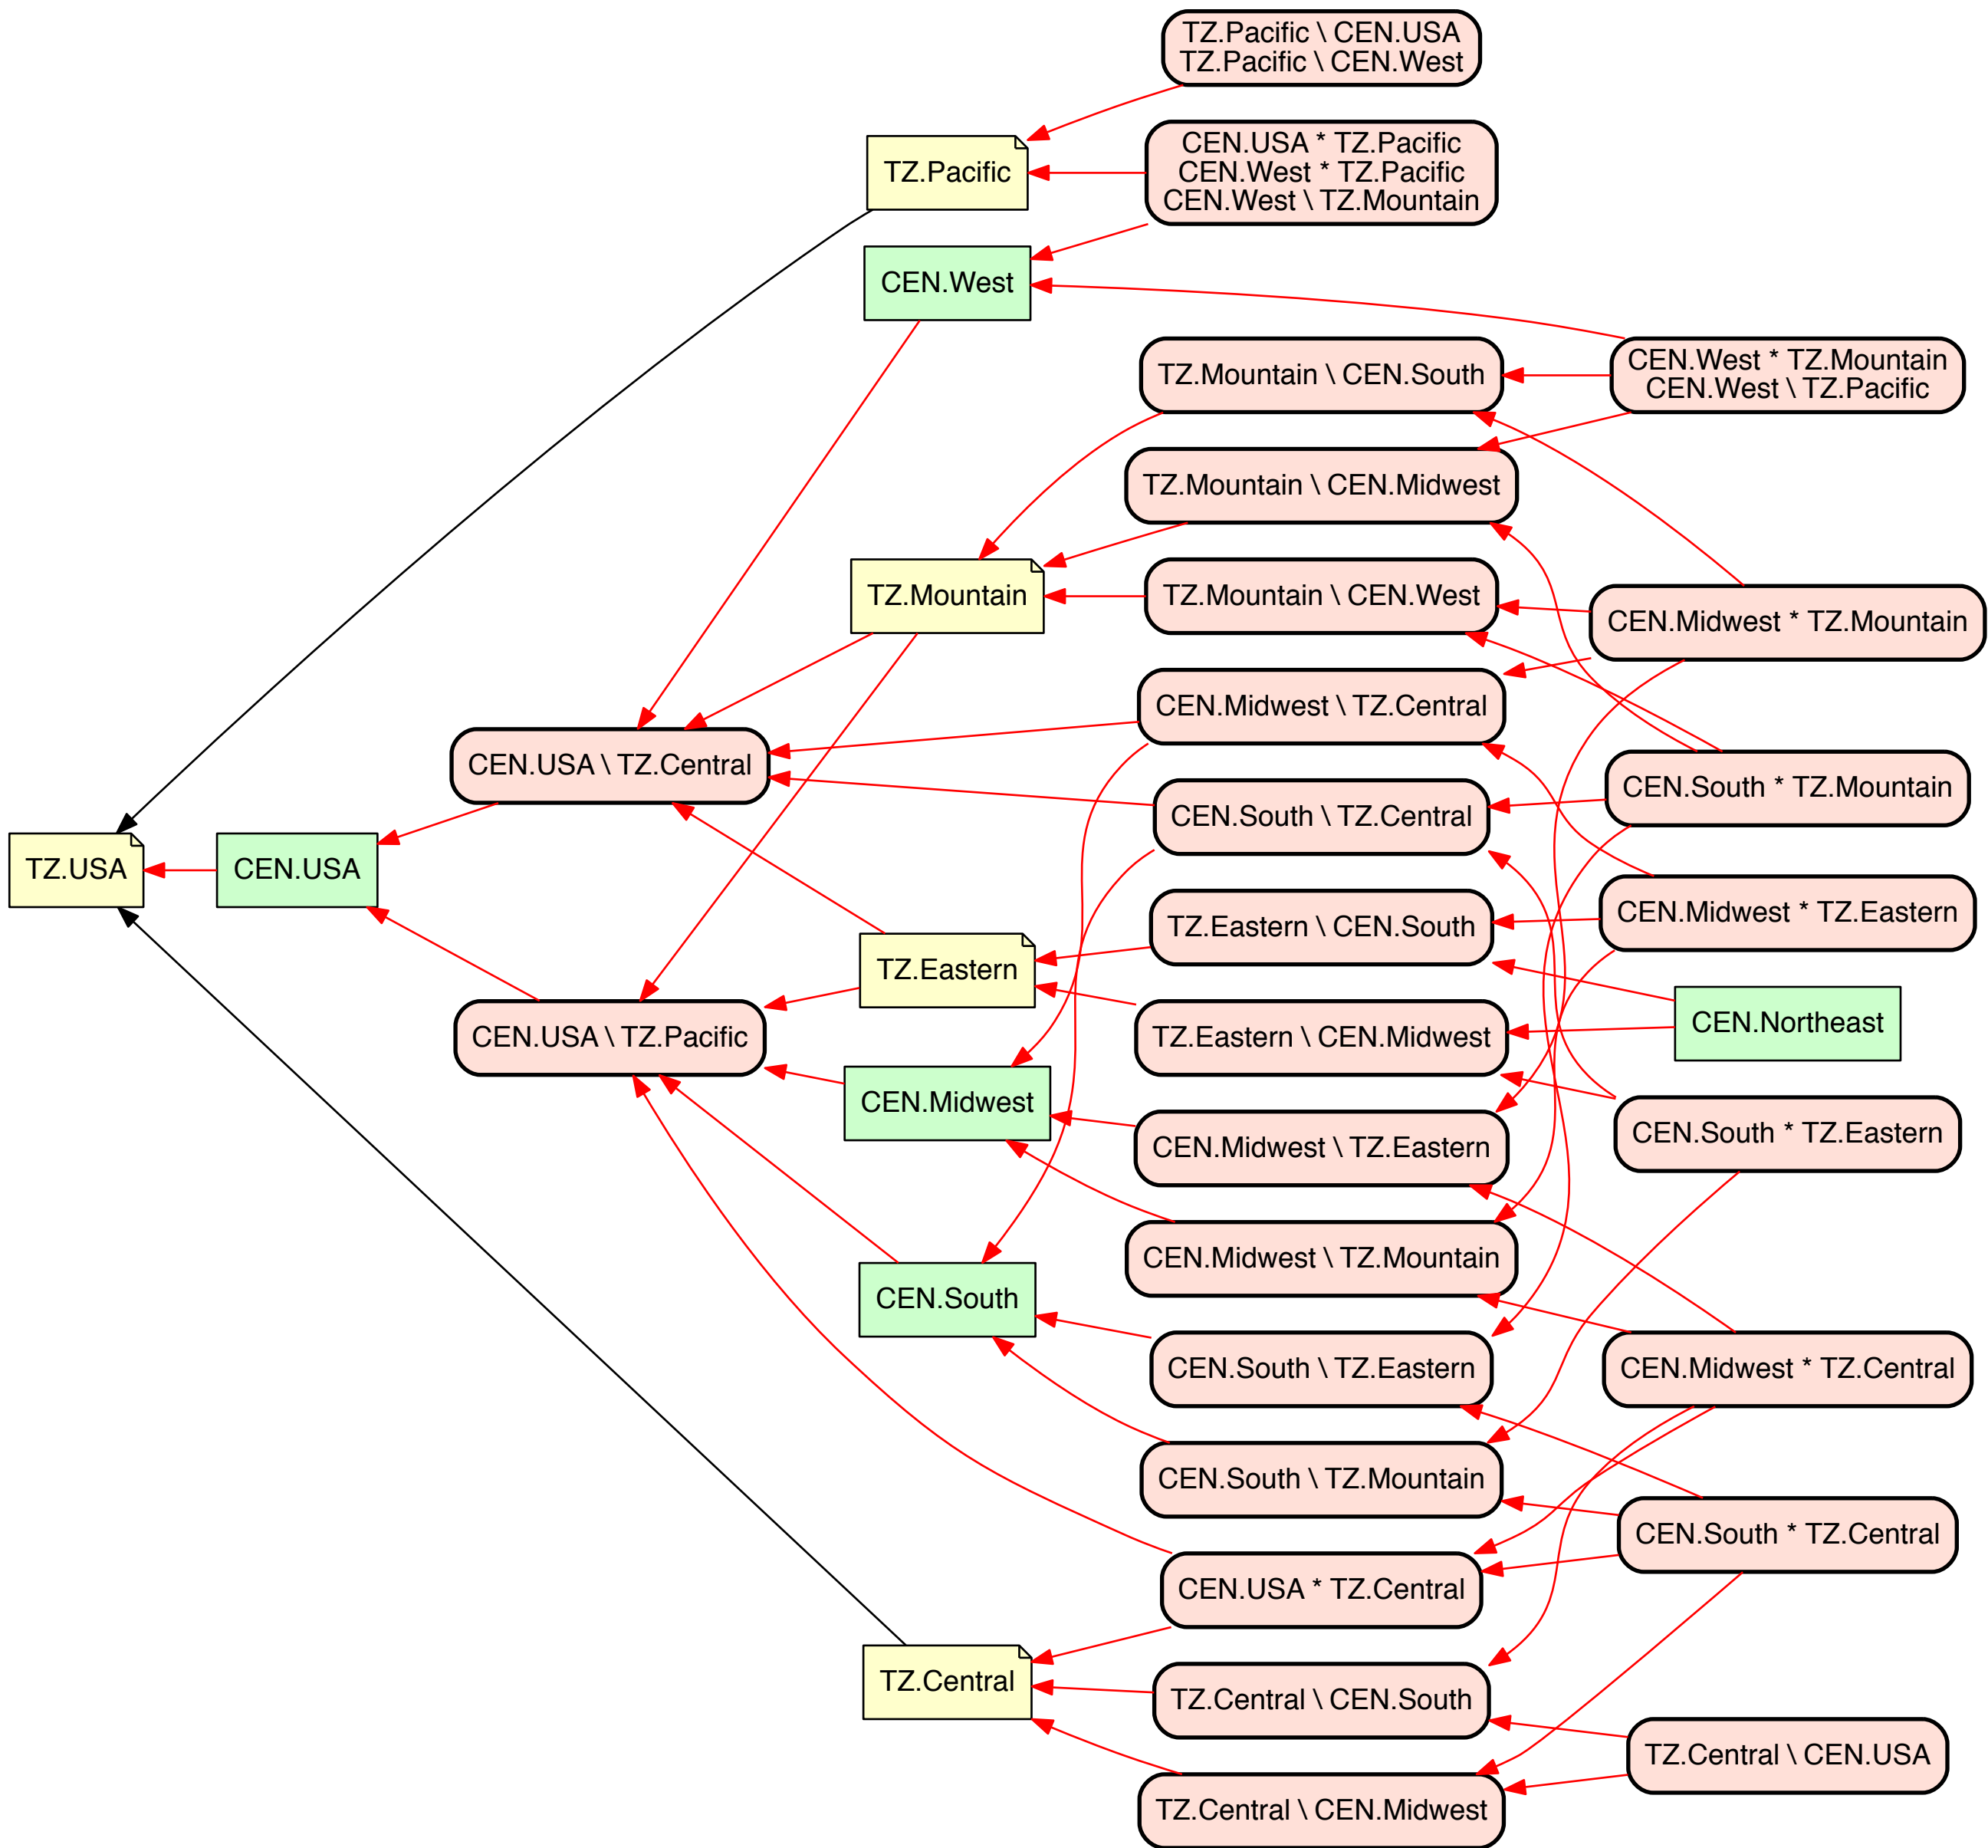 TZ.Pacific \ CEN.USA
TZ.Pacific \ CEN.West
TZ.Pacific
CEN.USA * TZ.Pacific
CEN.West * TZ.Pacific
CEN.West \ TZ.Mountain
CEN.West
TZ.Mountain \ CEN.South
CEN.West * TZ.Mountain
CEN.West \ TZ.Pacific
TZ.Mountain \ CEN.Midwest
TZ.Mountain
TZ.Mountain \ CEN.West
CEN.Midwest * TZ.Mountain
CEN.Midwest \ TZ.Central
CEN.USA \ TZ.Central
CEN.South * TZ.Mountain
CEN.South \ TZ.Central
TZ.USA
CEN.USA
TZ.Eastern \ CEN.South
CEN.Midwest * TZ.Eastern
TZ.Eastern
CEN.USA \ TZ.Pacific
TZ.Eastern \ CEN.Midwest
CEN.Northeast
CEN.Midwest
CEN.Midwest \ TZ.Eastern
CEN.South * TZ.Eastern
CEN.Midwest \ TZ.Mountain
CEN.South
CEN.South \ TZ.Eastern
CEN.Midwest * TZ.Central
CEN.South \ TZ.Mountain
CEN.South * TZ.Central
CEN.USA * TZ.Central
TZ.Central
TZ.Central \ CEN.South
TZ.Central \ CEN.USA
TZ.Central \ CEN.Midwest